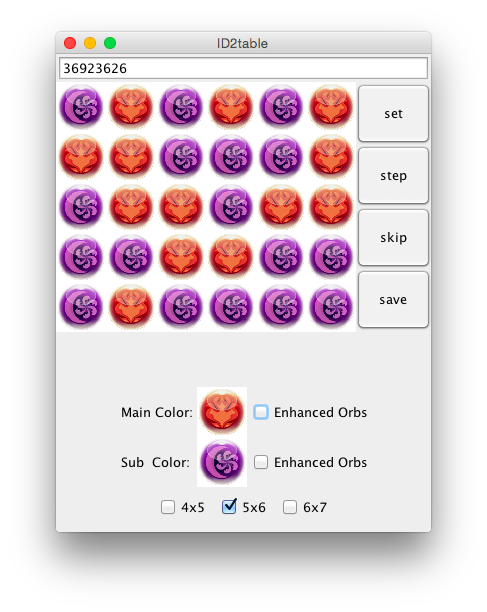 ID2table
36923626
set
step
skip
save
Main Color: Enhanced Orbs
Sub Color: Enhanced Orbs
4x5 5x6 6x7